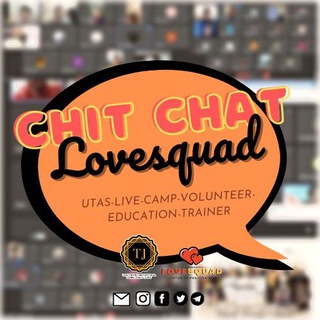 CHIT CHAT
Lovesquad
UTAS-LIVE-CAMP-VOLUNTEER-
EDUCATION-TRAINER
TJ
LOVESQUAD